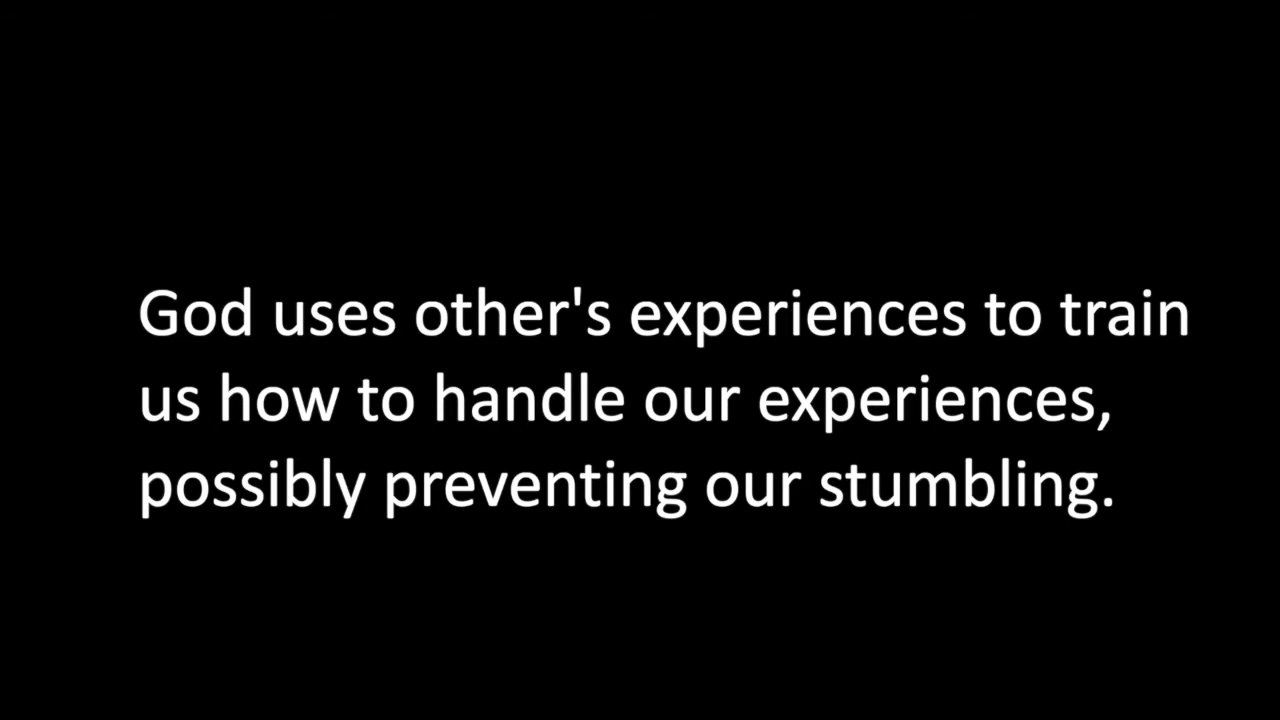 God uses other's experiences to train
us how to handle our experiences,
possibly preventing our stumbling.